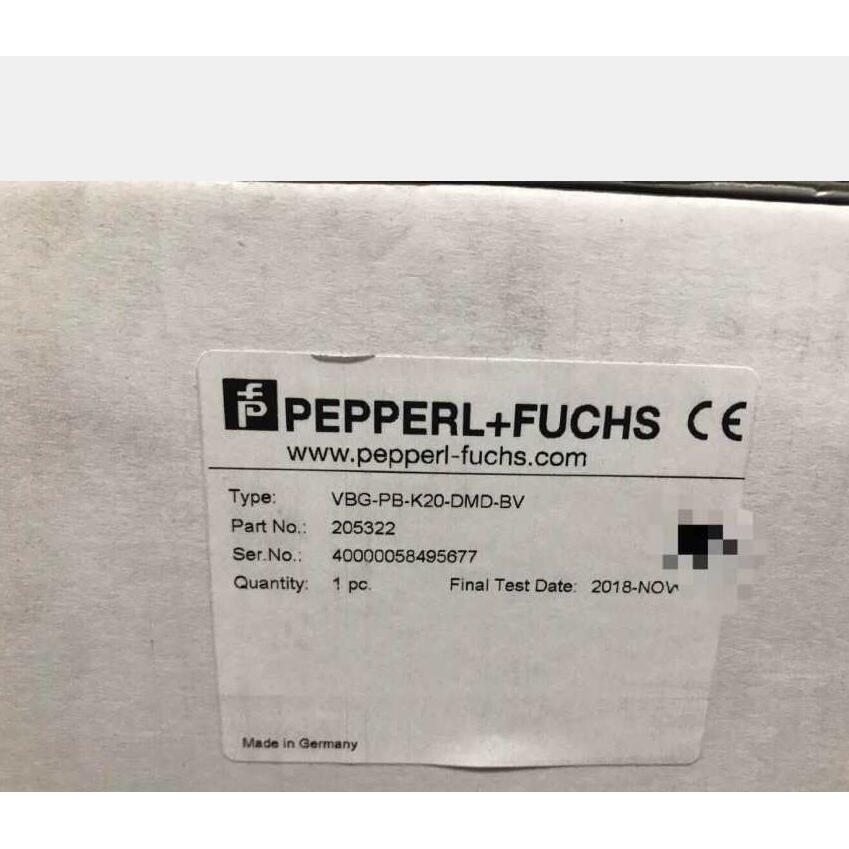 PEPPERL+FUCHS CE
www.pepperl-fuchs.com
Type: VBG-PB-K20-DMD-BV
Part No.: 205322
Ser.No.: 40000058495677
Quantity: 1 pc. Final Test Date: 2018-NOV
Made in Germany